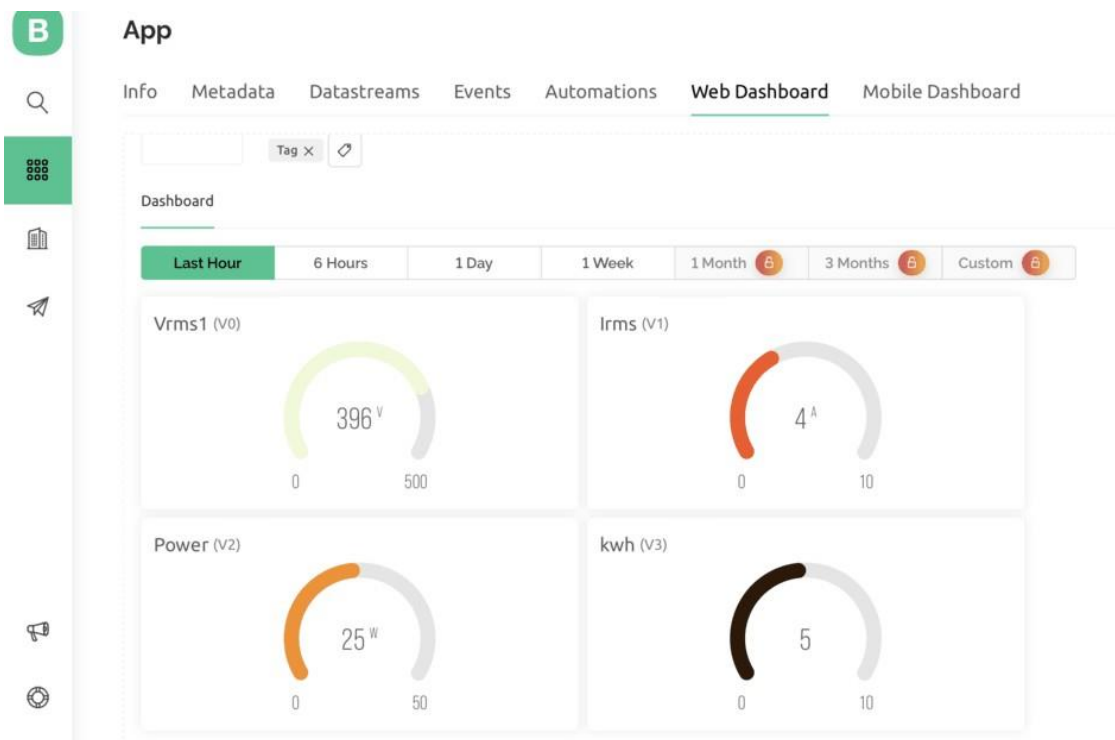 B
App
Info Metadata Datastreams Events Automations Web Dashboard Mobile Dashboard
Tag ×
Dashboard
Last Hour 6 Hours 1 Day 1 Week 1 Month 3 Months Custom
Vrms1 (V0) Irms (V1)
396 V 4 A
0 500 0 10
Power (V2) kwh (V3)
25 W 5
0 50 0 10